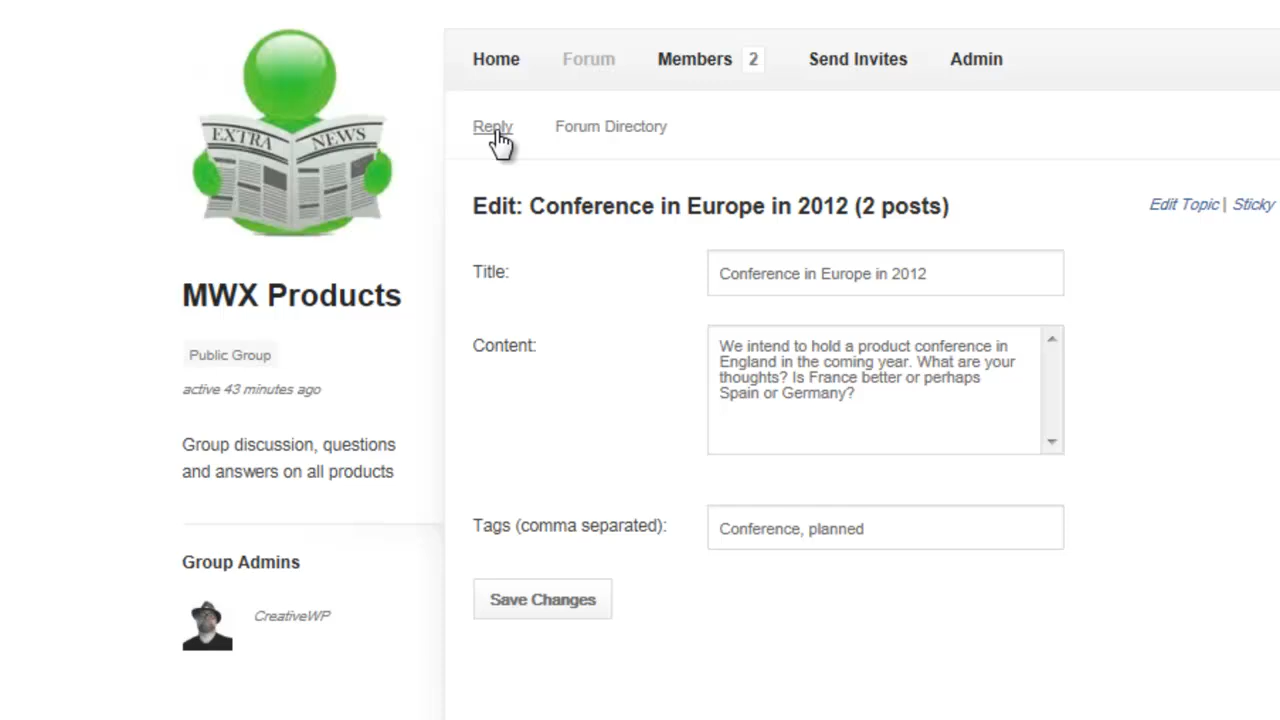 EXTRA NEWS
MWX Products
Public Group
active 43 minutes ago
Group discussion, questions
and answers on all products
Group Admins
CreativeWP
Home Forum Members 2 Send Invites Admin
Reply Forum Directory
Edit: Conference in Europe in 2012 (2 posts)
Edit Topic | Sticky
Title: Conference in Europe in 2012
Content:
We intend to hold a product conference in
England in the coming year. What are your
thoughts? Is France better or perhaps
Spain or Germany?
Tags (comma separated): Conference, planned
Save Changes